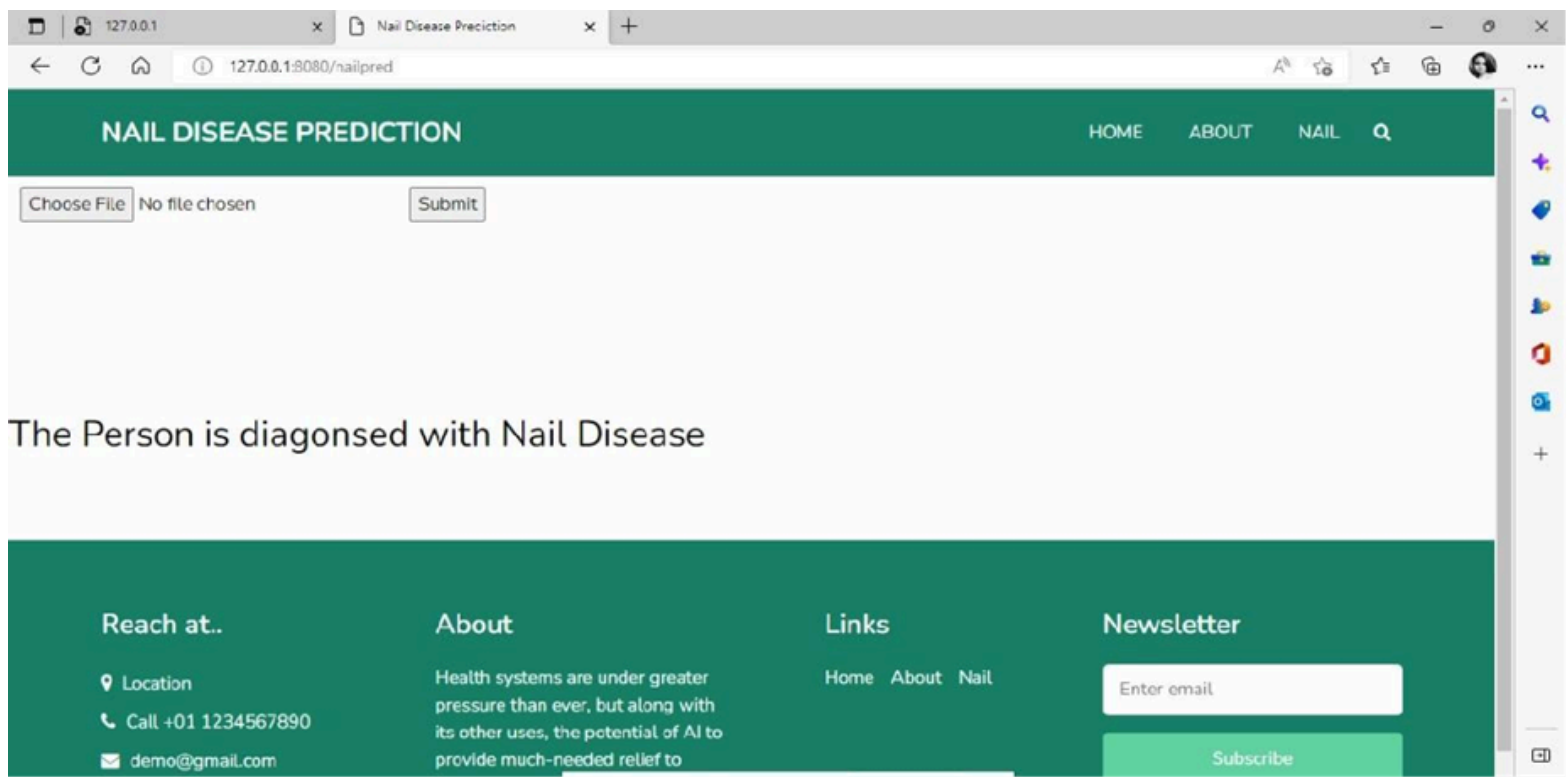 127.0.0.1
Nail Disease Preciction
127.0.0.1:8080/nailpred
NAIL DISEASE PREDICTION
HOME ABOUT NAIL
Choose File No file chosen Submit
The Person is diagonsed with Nail Disease
Reach at..
Location
Call +01 1234567890
demo@gmail.com
About
Health systems are under greater
pressure than ever, but along with
its other uses, the potential of AI to
provide much-needed relief to
Links
Home About Nail
Newsletter
Enter email
Subscribe